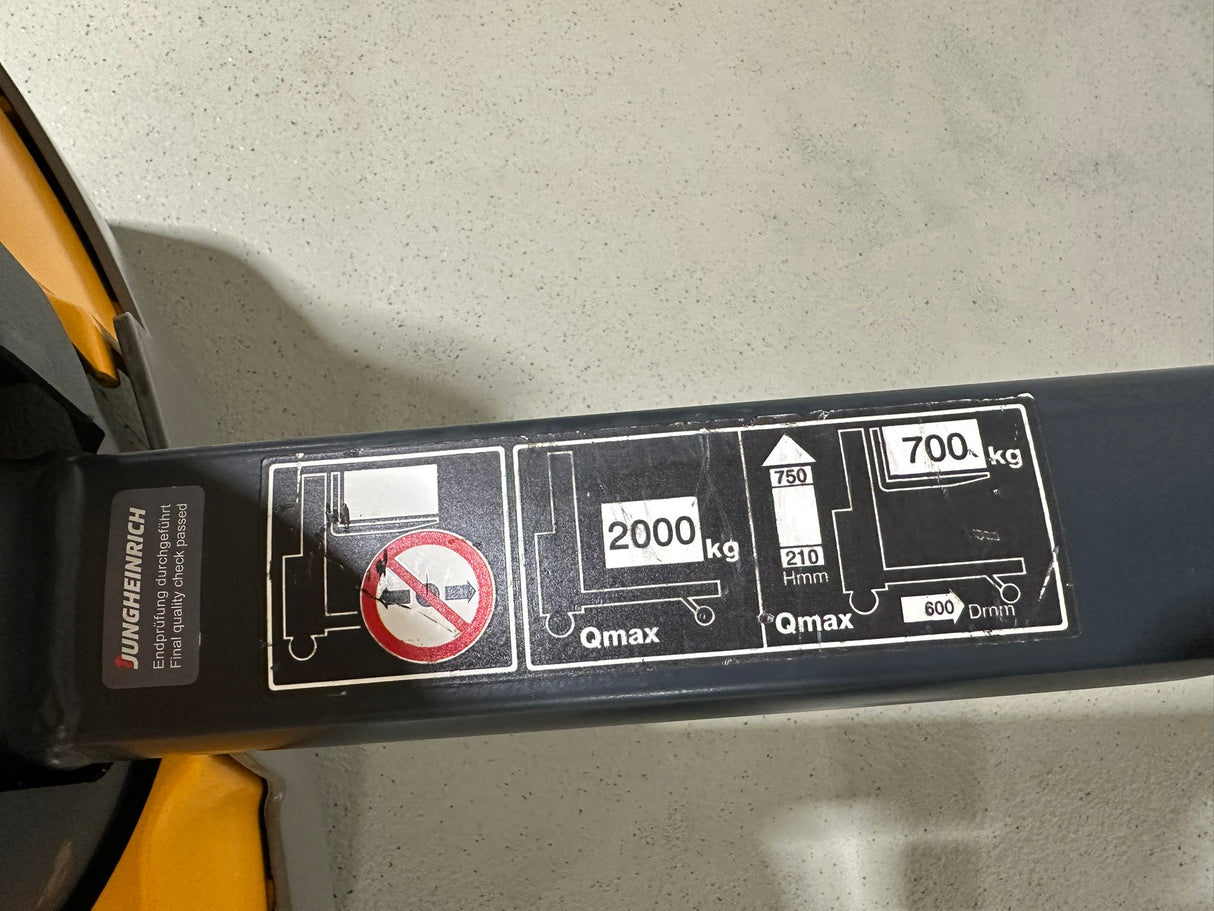 JUNGHEINRICH
Endprüfung durchgeführt
Final quality check passed
2000 kg
Qmax
750
210
Hmm
700 kg
600 Dmm
Qmax